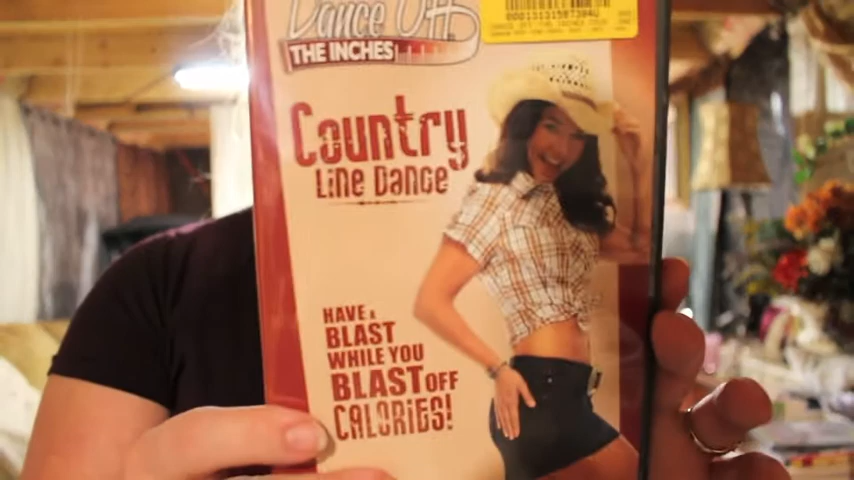 Dance Off
THE INCHES
Country
Line Dance
HAVE A
BLAST
WHILE YOU
BLAST OFF
CALORIES!